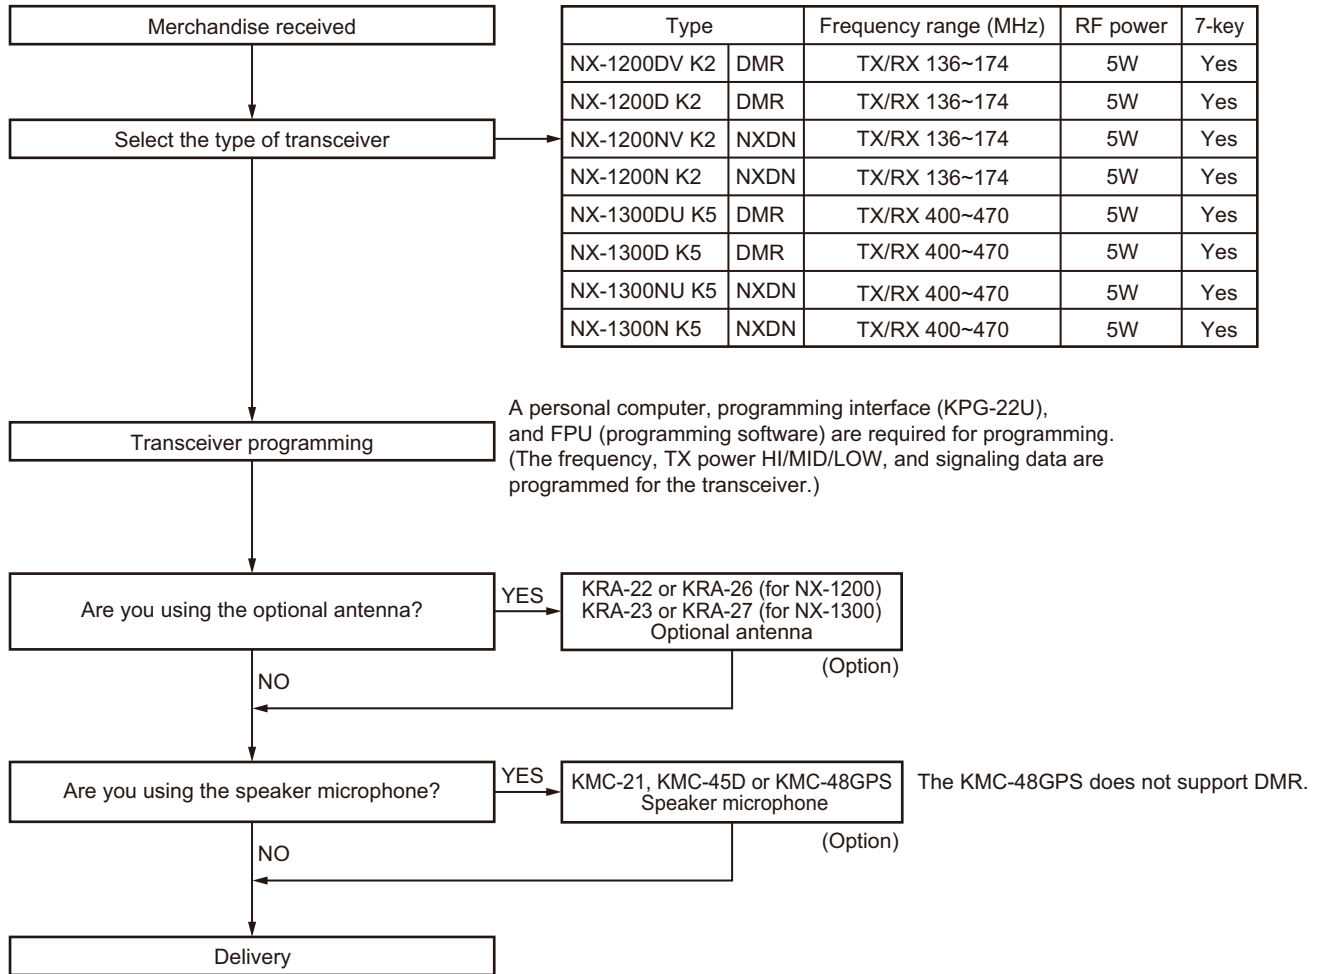 Merchandise received
Select the type of transceiver
Type Frequency range (MHz) RF power 7-key
NX-1200DV K2 DMR TX/RX 136~174 5W Yes
NX-1200D K2 DMR TX/RX 136~174 5W Yes
NX-1200NV K2 NXDN TX/RX 136~174 5W Yes
NX-1200N K2 NXDN TX/RX 136~174 5W Yes
NX-1300DU K5 DMR TX/RX 400~470 5W Yes
NX-1300D K5 DMR TX/RX 400~470 5W Yes
NX-1300NU K5 NXDN TX/RX 400~470 5W Yes
NX-1300N K5 NXDN TX/RX 400~470 5W Yes
Transceiver programming
A personal computer, programming interface (KPG-22U),
and FPU (programming software) are required for programming.
(The frequency, TX power HI/MID/LOW, and signaling data are
programmed for the transceiver.)
Are you using the optional antenna?
YES
KRA-22 or KRA-26 (for NX-1200)
KRA-23 or KRA-27 (for NX-1300)
Optional antenna
(Option)
NO
Are you using the speaker microphone?
YES
KMC-21, KMC-45D or KMC-48GPS
Speaker microphone
The KMC-48GPS does not support DMR.
(Option)
NO
Delivery